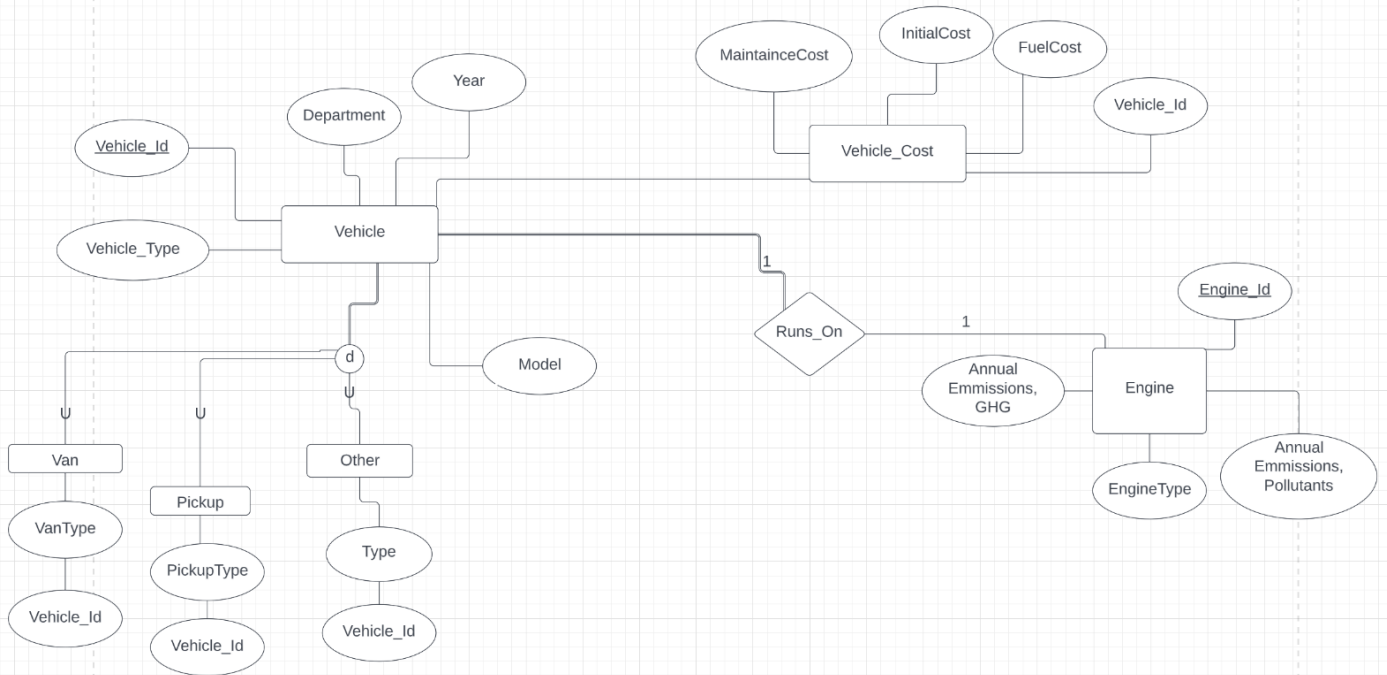 InitialCost
MaintainceCost
FuelCost
Year
Vehicle_Id
Department
Vehicle_Id
Vehicle_Cost
Vehicle
Vehicle_Type
1
Engine_Id
1
Runs_On
d
Model
Annual
Emmissions,
GHG
Engine
U
U
U
Annual
Emmissions,
Pollutants
Van
Other
EngineType
Pickup
VanType
Type
PickupType
Vehicle_Id
Vehicle_Id
Vehicle_Id